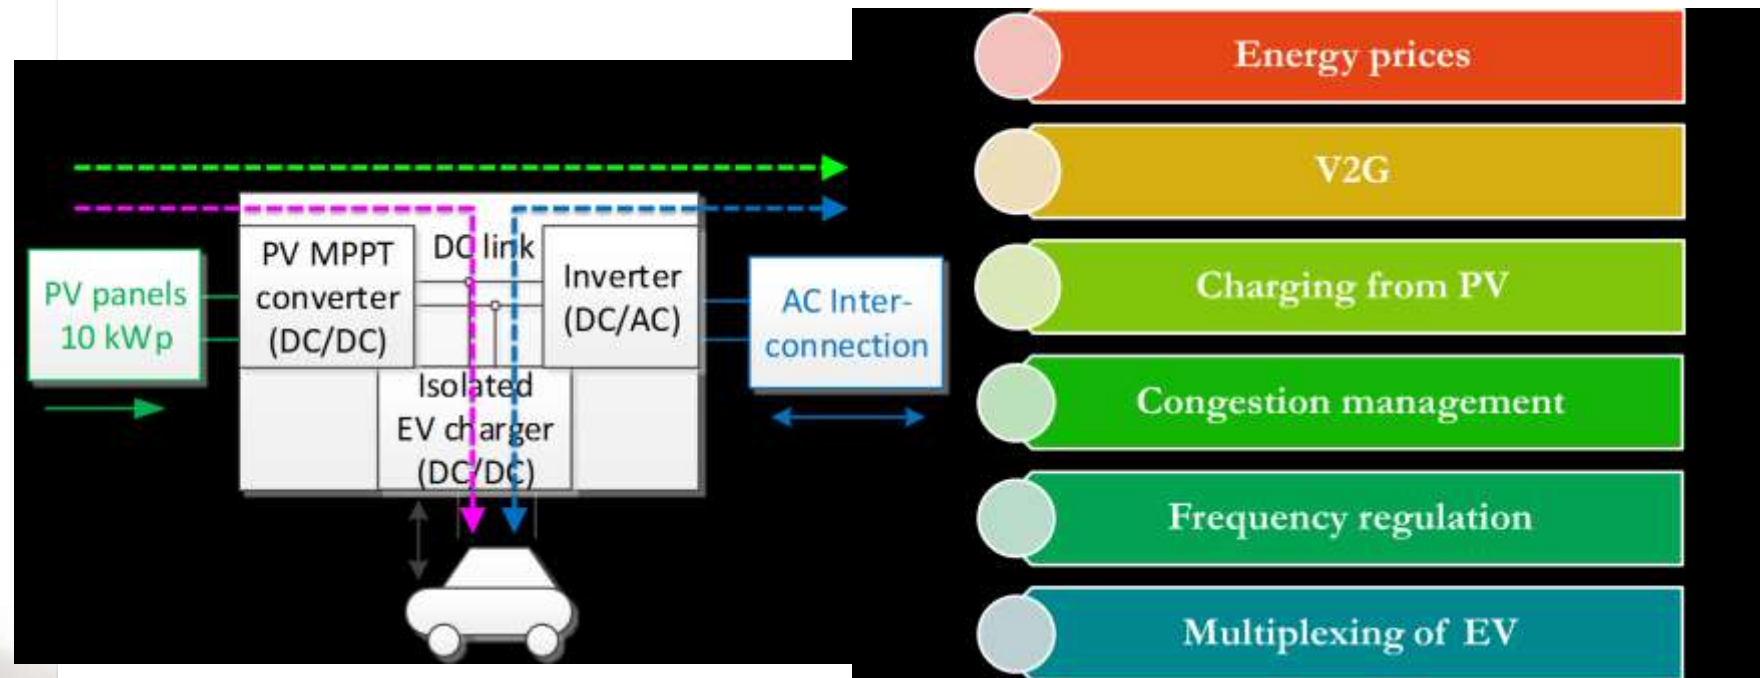 PV panels
10 kWp
PV MPPT
converter
(DC/DC)
DC link
Inverter
(DC/AC)
Isolated
EV charger
(DC/DC)
AC Inter-
connection
Energy prices
V2G
Charging from PV
Congestion management
Frequency regulation
Multiplexing of EV